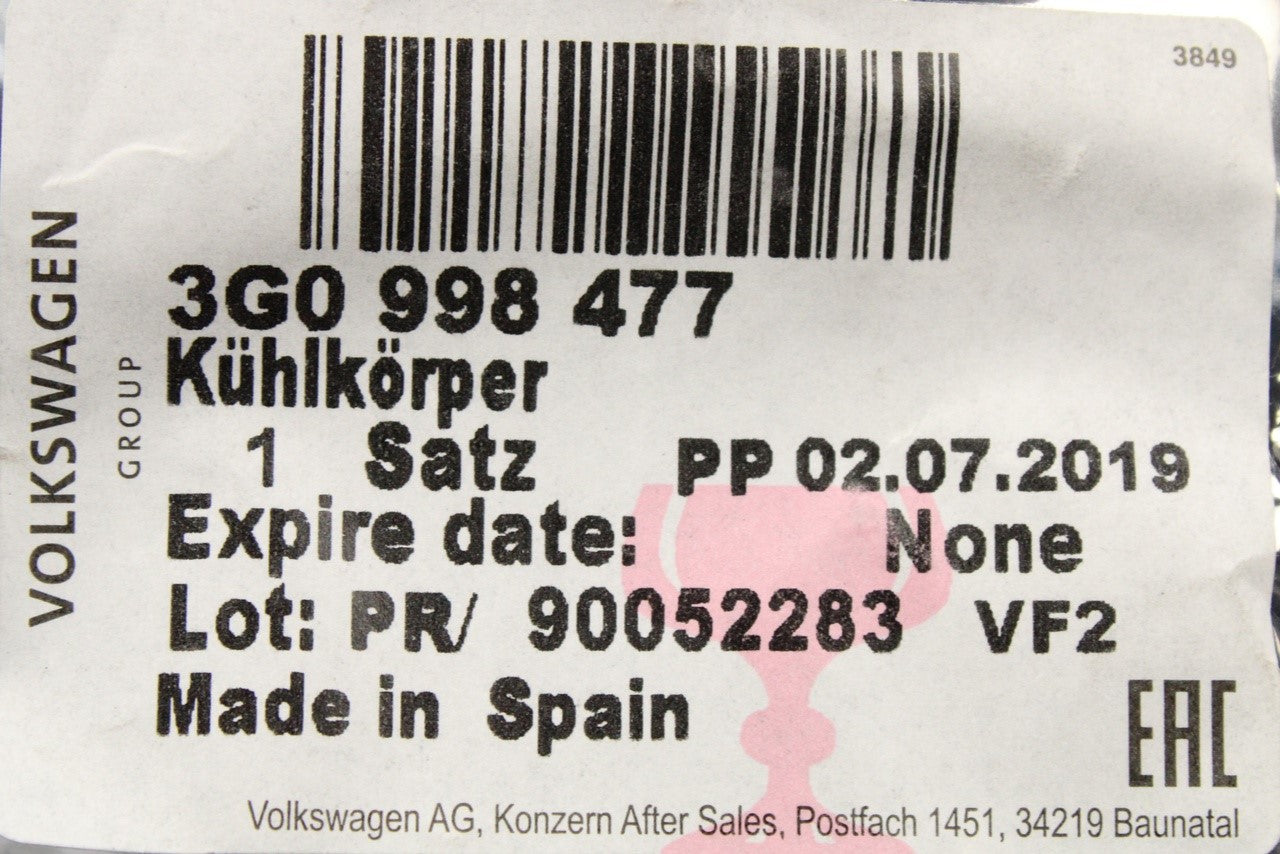 3849
VOLKSWAGEN
GROUP
3G0 998 477
Kühlkörper
1 Satz PP 02.07.2019
Expire date: None
Lot: PR/ 90052283 VF2
Made in Spain
EAC
Volkswagen AG, Konzern After Sales, Postfach 1451, 34219 Baunatal